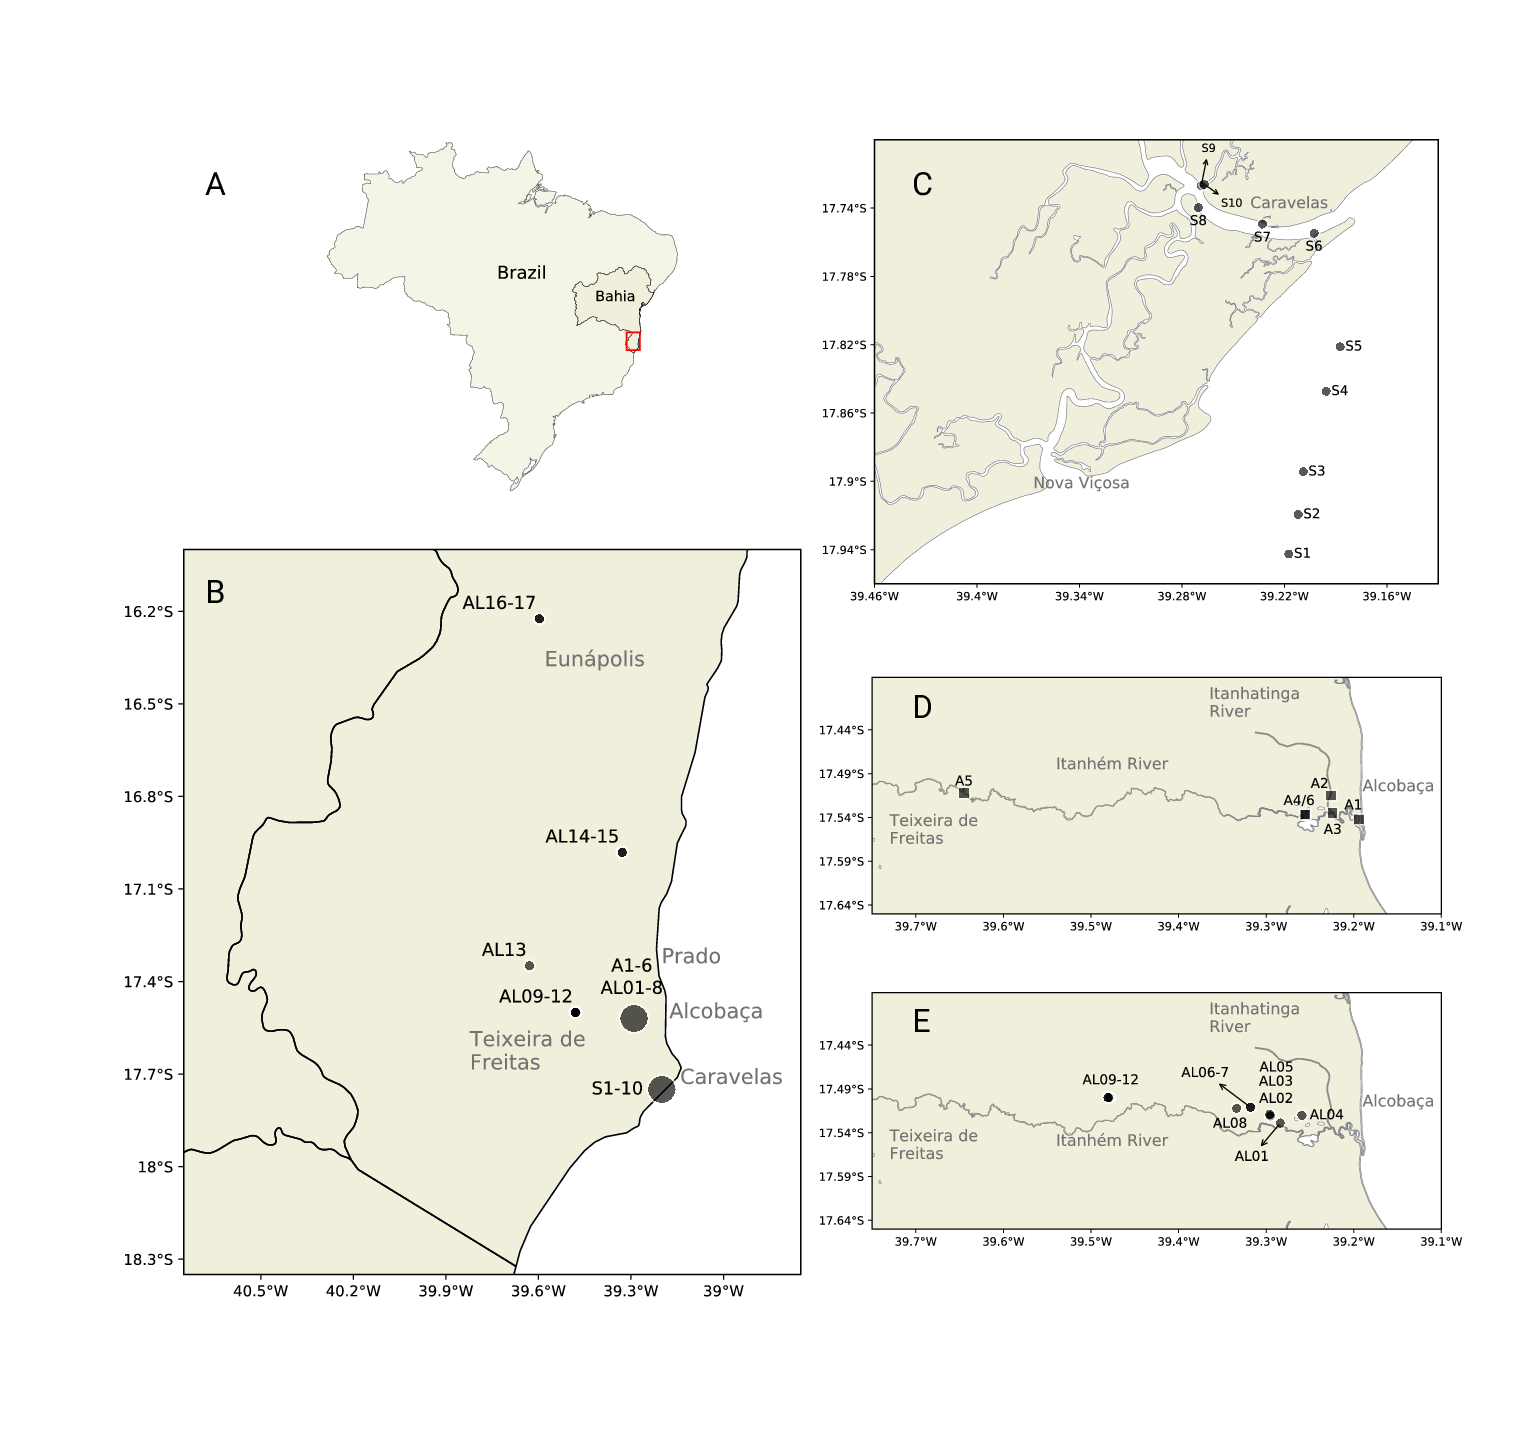 A
Brazil
Bahia
B
AL16-17
Eunápolis
AL14-15
AL13
AL09-12
A1-6
AL01-8
Prado
Alcobaça
Teixeira de
Freitas
S1-10
Caravelas
16.2°S
16.5°S
16.8°S
17.1°S
17.4°S
17.7°S
18°S
18.3°S
40.5°W
40.2°W
39.9°W
39.6°W
39.3°W
39°W
C
S9
S10
Caravelas
S8
S7
S6
S5
S4
S3
S2
S1
Nova Viçosa
17.74°S
17.78°S
17.82°S
17.86°S
17.9°S
17.94°S
39.46°W
39.4°W
39.34°W
39.28°W
39.22°W
39.16°W
D
Itanhatinga
River
Itanhém River
A5
A2
A4/6
A1
A3
Alcobaça
Teixeira de
Freitas
17.44°S
17.49°S
17.54°S
17.59°S
17.64°S
39.7°W
39.6°W
39.5°W
39.4°W
39.3°W
39.2°W
39.1°W
E
Itanhatinga
River
AL09-12
AL06-7
AL05
AL03
AL02
AL08
AL04
AL01
Alcobaça
Itanhém River
Teixeira de
Freitas
17.44°S
17.49°S
17.54°S
17.59°S
17.64°S
39.7°W
39.6°W
39.5°W
39.4°W
39.3°W
39.2°W
39.1°W